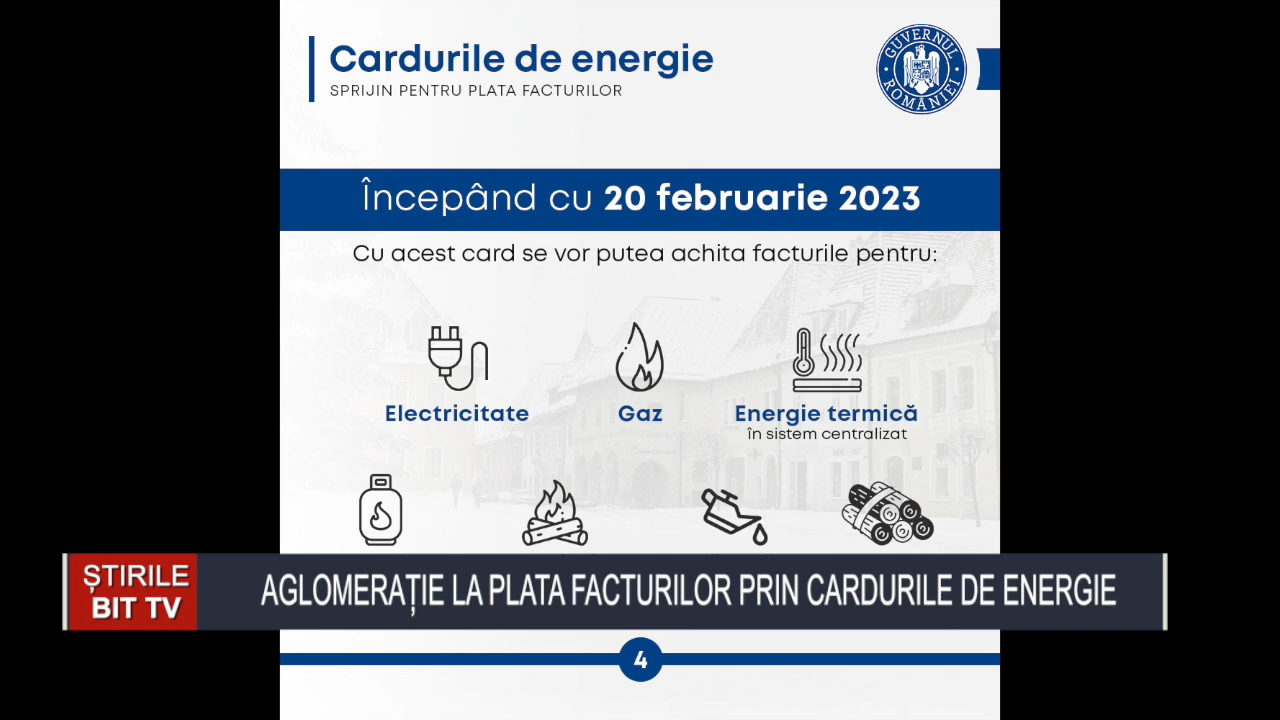 Cardurile de energie
SPRIJIN PENTRU PLATA FACTURILOR
GUVERNUL
ROMÂNIEI
Începând cu 20 februarie 2023
Cu acest card se vor putea achita facturile pentru:
Electricitate
Gaz
Energie termică
în sistem centralizat
ȘTIRILE
BIT TV
AGLOMERAȚIE LA PLATA FACTURILOR PRIN CARDURILE DE ENERGIE
4